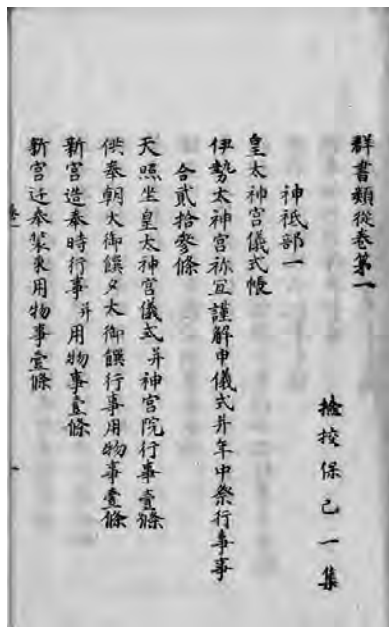 群書類從卷第一
撿挍保己一集
神祇部一
皇太神宮儀式帳
伊勢太神宮祢宜謹解申儀式并年中祭行事事
合貳拾參條
天照坐皇太神宮儀式并神宮院行事壹條
供奉朝大御饌夕大御饌行事用物事壹條
新宮造奉時行事并用物事壹條
新宮迁奉装束用物事壹條